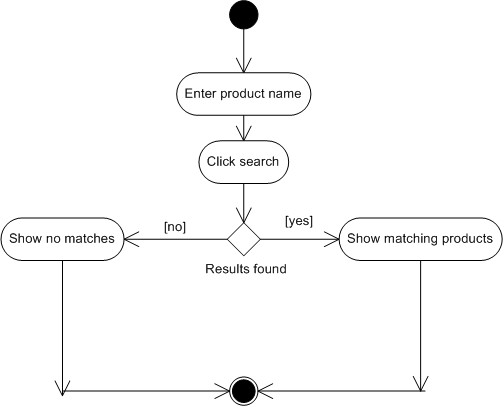 Enter product name
Click search
[no]
[yes]
Show no matches
Show matching products
Results found